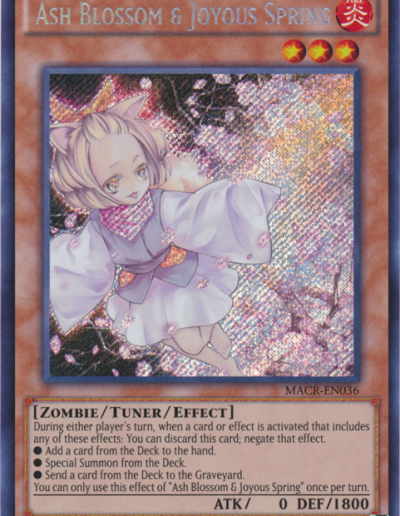 Ash Blossom & Joyous Spring
FIRE
炎
MACR-EN036
[Zombie/Tuner/Effect]
During either player's turn, when a card or effect is activated that includes
any of these effects: You can discard this card; negate that effect.
● Add a card from the Deck to the hand.
● Special Summon from the Deck.
● Send a card from the Deck to the Graveyard.
You can only use this effect of "Ash Blossom & Joyous Spring" once per turn.
ATK/ 0 DEF/1800